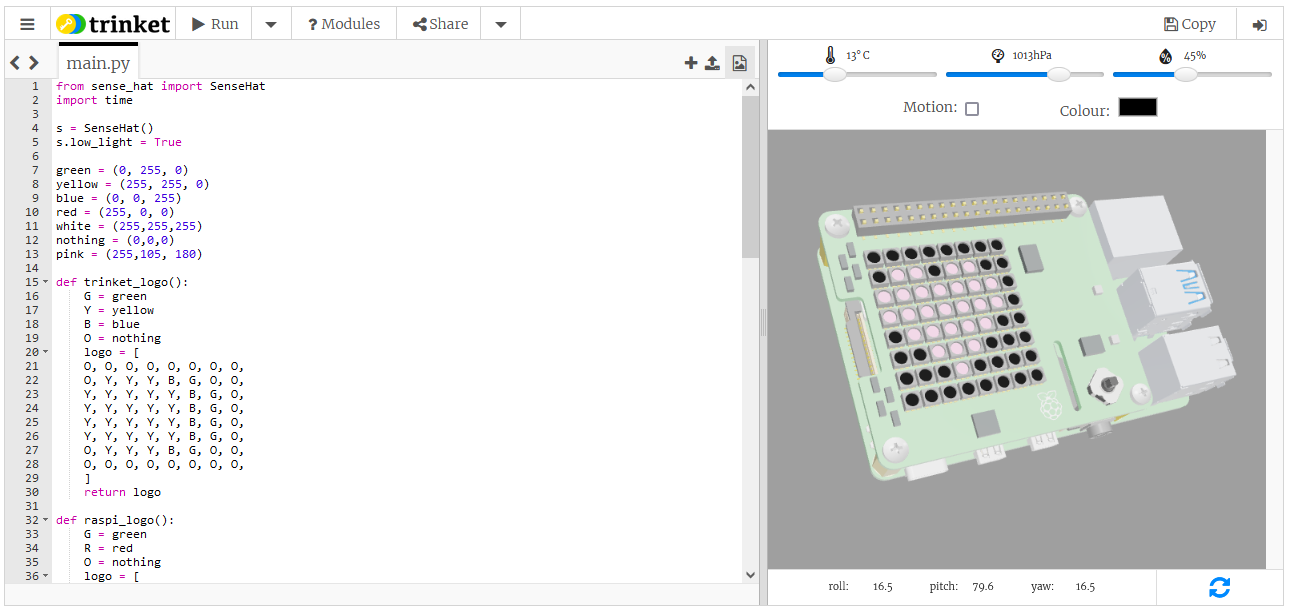 trinket
Run
? Modules
Share
Copy
main.py
13°C
1013hPa
45%
Motion:
Colour:
1 from sense_hat import SenseHat
2 import time
3
4 s = SenseHat()
5 s.low_light = True
6
7 green = (0, 255, 0)
8 yellow = (255, 255, 0)
9 blue = (0, 0, 255)
10 red = (255, 0, 0)
11 white = (255,255,255)
12 nothing = (0,0,0)
13 pink = (255,105, 180)
14
15 def trinket_logo():
16 G = green
17 Y = yellow
18 B = blue
19 O = nothing
20 logo = [
21 O, O, O, O, O, O, O, O,
22 O, Y, Y, Y, B, G, O, O,
23 Y, Y, Y, Y, Y, B, G, O,
24 Y, Y, Y, Y, Y, B, G, O,
25 Y, Y, Y, Y, Y, B, G, O,
26 Y, Y, Y, Y, Y, B, G, O,
27 O, Y, Y, Y, B, G, O, O,
28 O, O, O, O, O, O, O, O,
29 ]
30 return logo
31
32 def raspi_logo():
33 G = green
34 R = red
35 O = nothing
36 logo = [
roll: 16.5 pitch: 79.6 yaw: 16.5